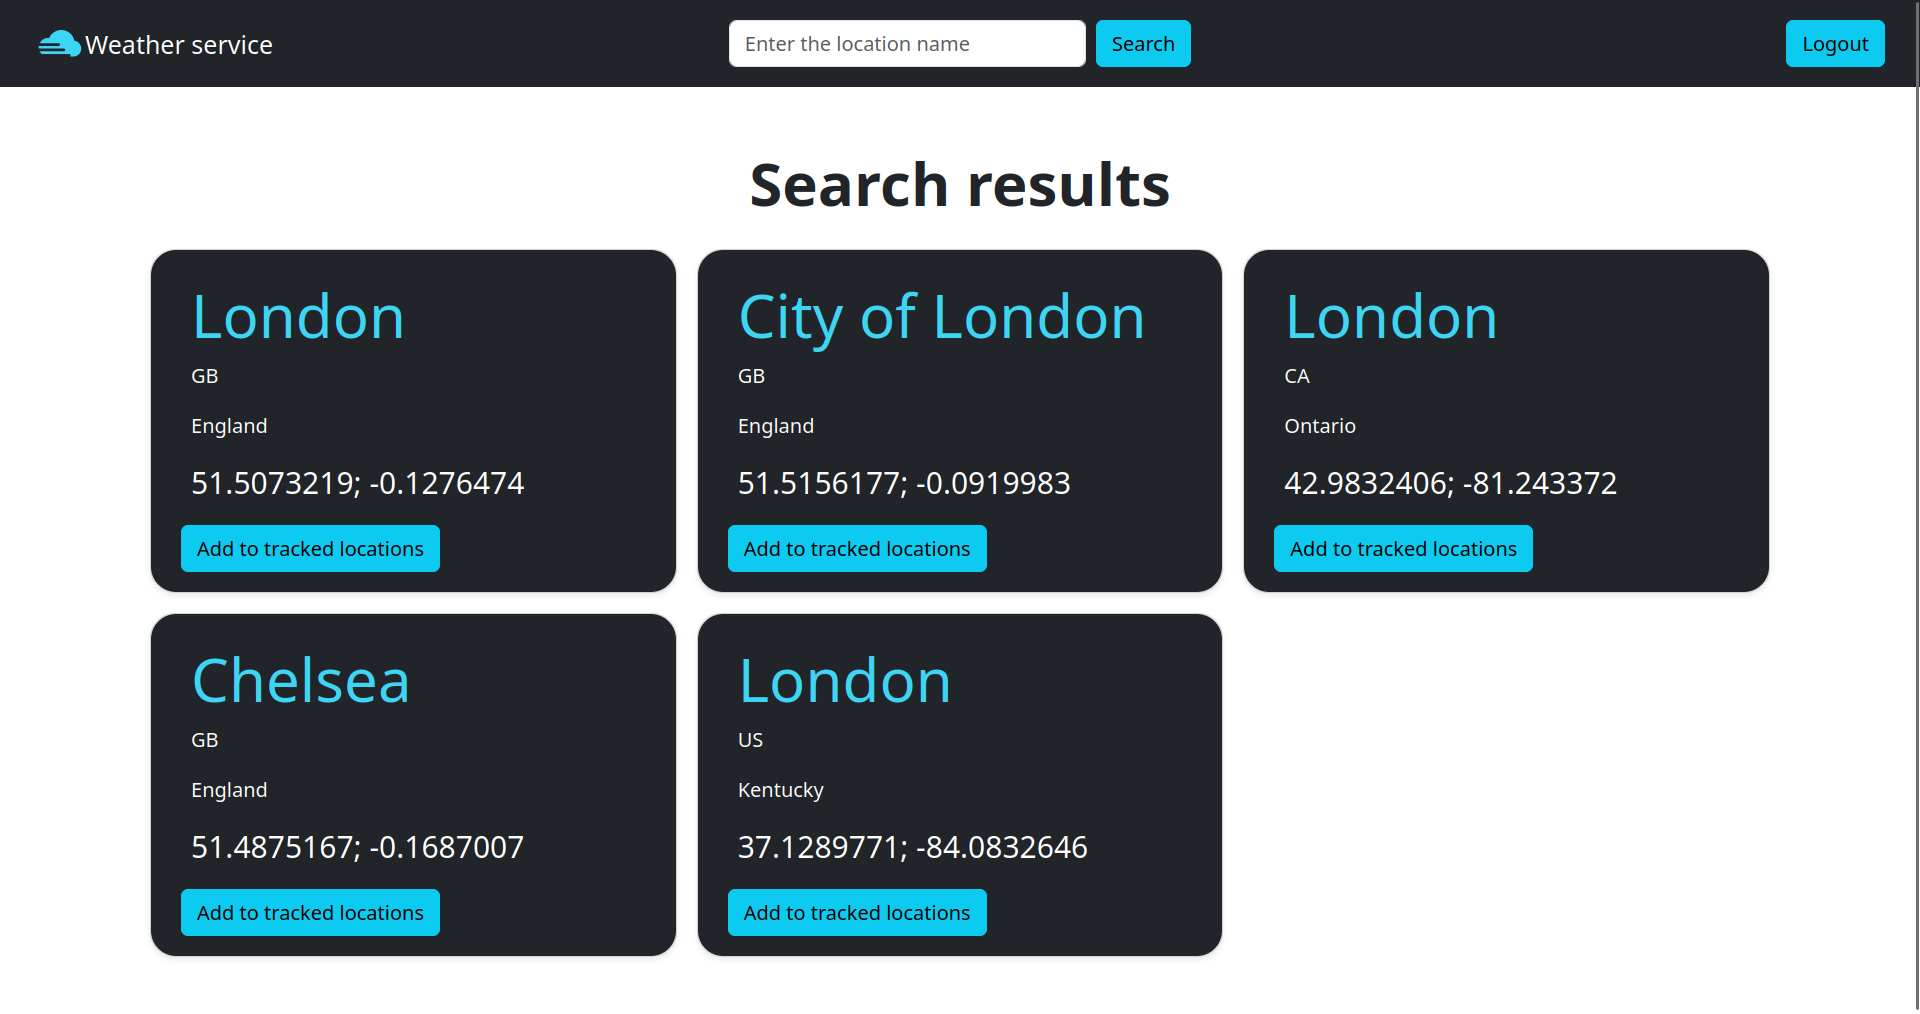 Weather service
Enter the location name
Search
Logout
Search results
London
GB
England
51.5073219; -0.1276474
Add to tracked locations
City of London
GB
England
51.5156177; -0.0919983
Add to tracked locations
London
CA
Ontario
42.9832406; -81.243372
Add to tracked locations
Chelsea
GB
England
51.4875167; -0.1687007
Add to tracked locations
London
US
Kentucky
37.1289771; -84.0832646
Add to tracked locations